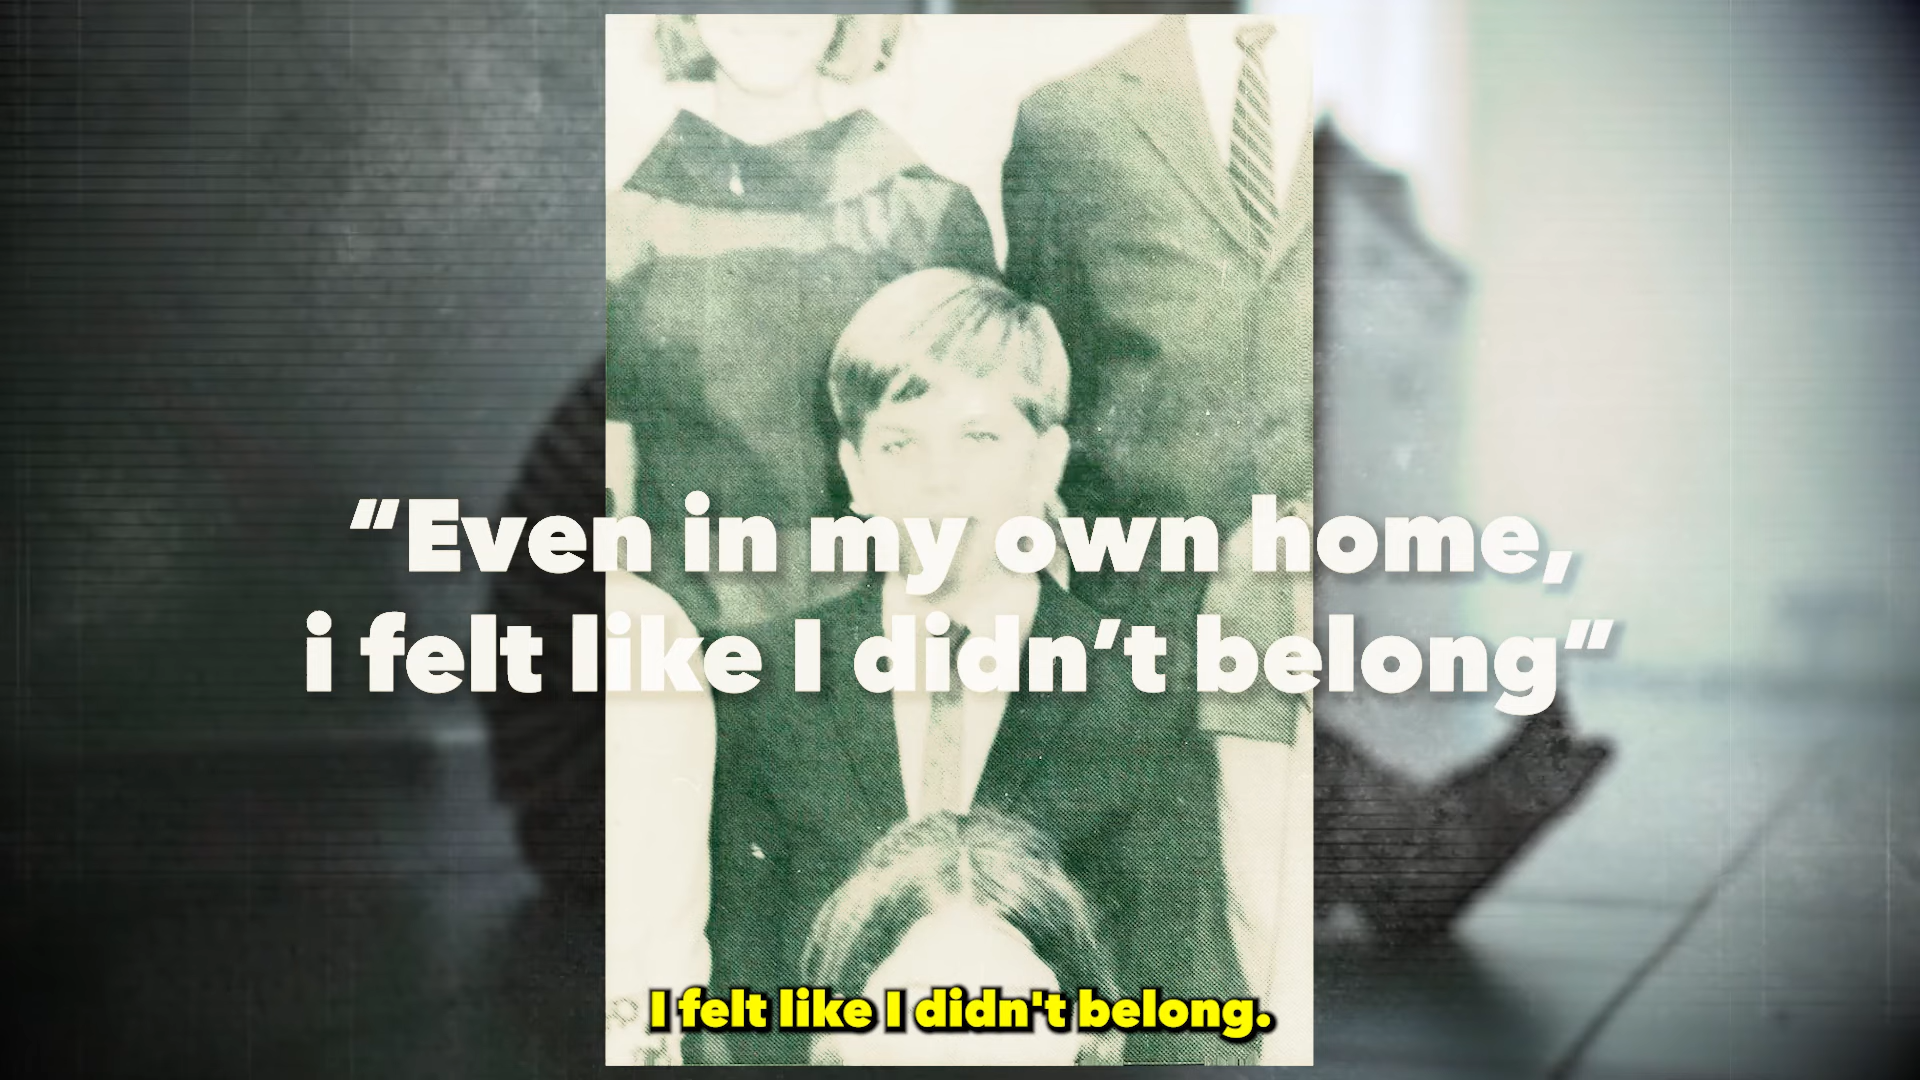 “Even in my own home,
i felt like I didn’t belong”
I felt like I didn't belong.